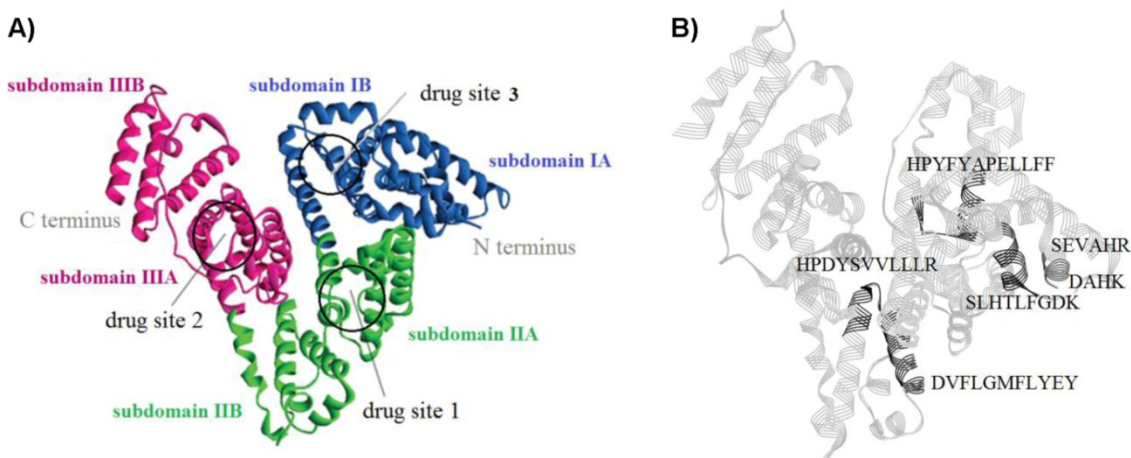 A)
subdomain IIIB
subdomain IB
drug site 3
subdomain IA
C terminus
N terminus
subdomain IIIA
drug site 2
subdomain IIA
subdomain IIB
drug site 1
B)
HPYFYAPELLFF
SEVAHR
HPDYSVVLLLR
DAHK
SLHTLFGDK
DVFLGMFLYEY